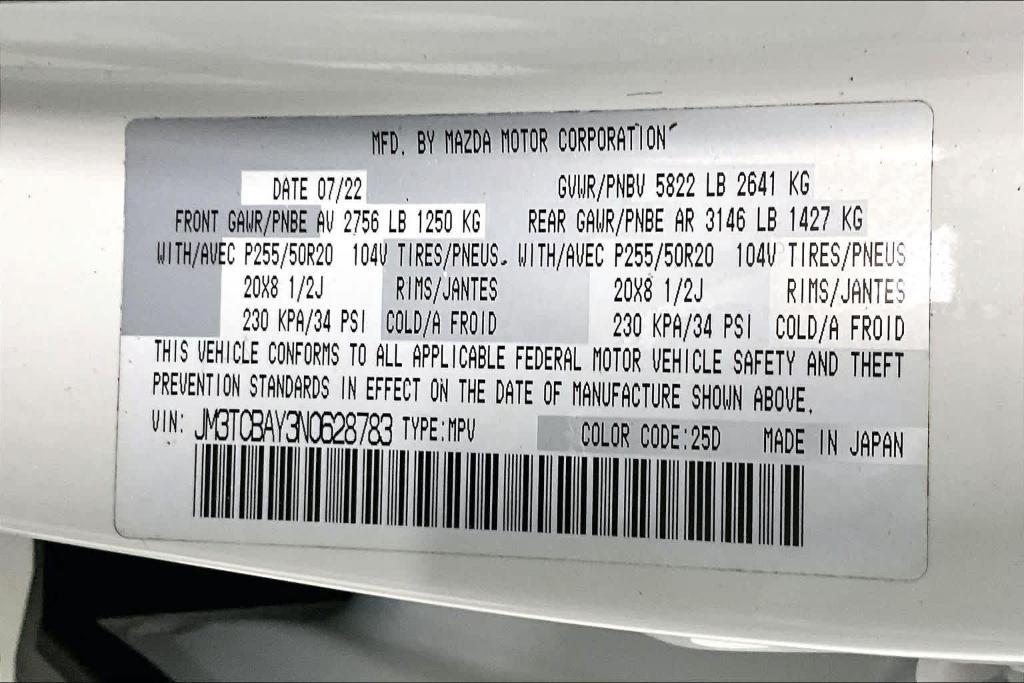 MFD. BY MAZDA MOTOR CORPORATION
DATE 07/22 GVWR/PNBV 5822 LB 2641 KG
FRONT GAWR/PNBE AV 2756 LB 1250 KG REAR GAWR/PNBE AR 3146 LB 1427 KG
WITH/AVEC P255/50R20 104V TIRES/PNEUS. WITH/AVEC P255/50R20 104V TIRES/PNEUS
20X8 1/2J RIMS/JANTES 20X8 1/2J RIMS/JANTES
230 KPA/34 PSI COLD/A FROID 230 KPA/34 PSI COLD/A FROID
THIS VEHICLE CONFORMS TO ALL APPLICABLE FEDERAL MOTOR VEHICLE SAFETY AND THEFT
PREVENTION STANDARDS IN EFFECT ON THE DATE OF MANUFACTURE SHOWN ABOVE.
VIN: JM3TCBAY3N0628783 TYPE:MPV COLOR CODE:25D MADE IN JAPAN